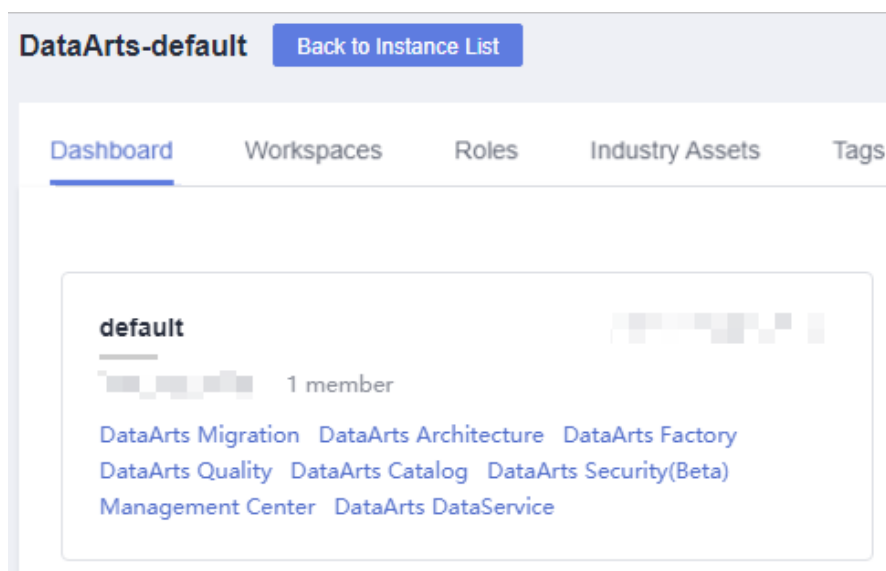 DataArts-default Back to Instance List
Dashboard Workspaces Roles Industry Assets Tags
default
1 member
DataArts Migration DataArts Architecture DataArts Factory
DataArts Quality DataArts Catalog DataArts Security(Beta)
Management Center DataArts DataService